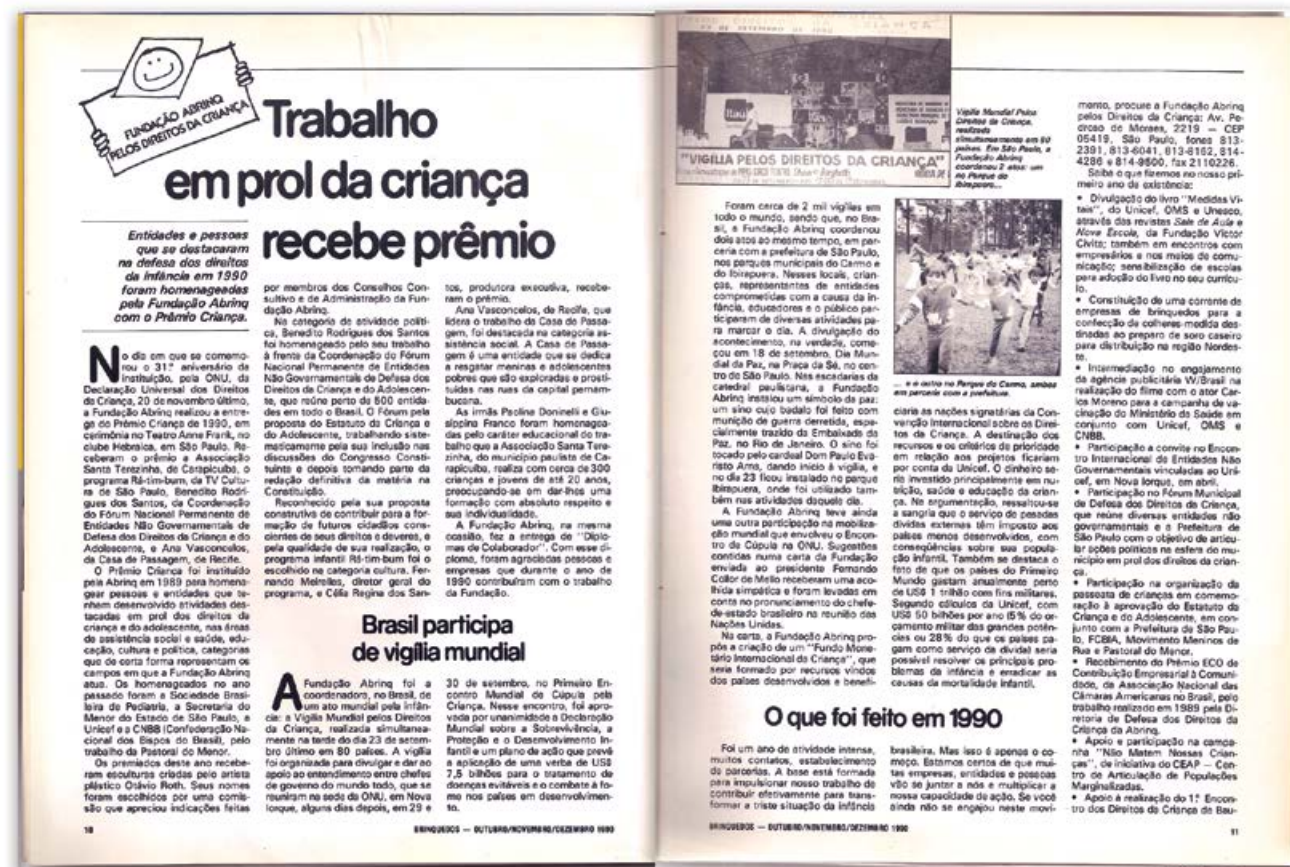 FUNDAÇÃO ABRINQ
PELOS DIREITOS DA CRIANÇA
Trabalho
em prol da criança
recebe prêmio
Entidades e pessoas
que se destacaram
na defesa dos direitos
da infância em 1990
foram homenageadas
pela Fundação Abrinq
com o Prêmio Criança.
No dia em que se comemo-
rou o 31º aniversário da
instituição, pela ONU, da
Declaração Universal dos Direitos
da Criança, 20 de novembro último,
a Fundação Abrinq realizou a entre-
ga do Prêmio Criança de 1990, em
cerimônia no Teatro Anne Frank, no
clube Hebraica, em São Paulo. Re-
ceberam o prêmio a Associação
Santa Terezinha, de Carapicuíba, o
programa Rá-tim-bum, da TV Cultu-
ra de São Paulo, Benedito Rodri-
gues dos Santos, da Coordenação
do Fórum Nacional Permanente de
Entidades Não Governamentais de
Defesa dos Direitos da Criança e do
Adolescente, e Ana Vasconcelos,
da Casa de Passagem, de Recife.
O Prêmio Criança foi instituído
pela Abrinq em 1989 para homena-
gear pessoas e entidades que te-
nham desenvolvido atividades des-
tacadas em prol dos direitos da
criança e do adolescente, nas áreas
de assistência social e saúde, edu-
cação, cultura e política, categorias
que de certa forma representam os
campos em que a Fundação Abrinq
atua. Os homenageados no ano
passado foram a Sociedade Brasi-
leira de Pediatria, a Secretaria do
Menor do Estado de São Paulo, a
Unicef e a CNBB (Confederação Na-
cional dos Bispos do Brasil), pelo
trabalho da Pastoral do Menor.
Os premiados deste ano recebe-
ram esculturas criadas pelo artista
plástico Otávio Roth. Seus nomes
foram escolhidos por uma comis-
são que apreciou indicações feitas
por membros dos Conselhos Con-
sultivo e de Administração da Fun-
dação Abrinq.
Na categoria de atividade políti-
ca, Benedito Rodrigues dos Santos
foi homenageado pelo seu trabalho
à frente da Coordenação do Fórum
Nacional Permanente de Entidades
Não Governamentais de Defesa dos
Direitos da Criança e do Adolescen-
te, que reúne perto de 600 entida-
des em todo o Brasil. O Fórum pela
proposta do Estatuto da Criança e
do Adolescente, trabalhando siste-
maticamente pela sua inclusão nas
discussões do Congresso Consti-
tuinte e depois tomando parte da
redação definitiva da matéria na
Constituição.
Reconhecido pela sua proposta
construtiva de contribuir para a for-
mação de futuros cidadãos cons-
cientes de seus direitos e deveres, e
pela qualidade de sua realização, o
programa infantil Rá-tim-bum foi o
escolhido na categoria cultura. Fer-
nando Meirelles, diretor geral do
programa, e Célia Regina dos San-
tos, produtora executiva, recebe-
ram o prêmio.
Ana Vasconcelos, de Recife, que
lidera o trabalho da Casa de Passa-
gem, foi destacada na categoria as-
sistência social. A Casa de Passa-
gem é uma entidade que se dedica
a resgatar meninas e adolescentes
pobres que são exploradas e prosti-
tuídas nas ruas da capital pernam-
bucana.
As irmãs Paolina Doninelli e Giu-
sippina Franco foram homenagea-
das pelo caráter educacional do tra-
balho que a Associação Santa Tere-
zinha, do município paulista de Ca-
rapicuíba, realiza com cerca de 300
crianças e jovens de até 20 anos,
preocupando-se em dar-lhes uma
formação com absoluto respeito e
sua individualidade.
A Fundação Abrinq, na mesma
ocasião, fez a entrega de "Diplo-
mas de Colaborador". Com esse di-
ploma, foram agraciadas pessoas e
empresas que durante o ano de
1990 contribuíram com o trabalho
da Fundação.
Brasil participa
de vigília mundial
A Fundação Abrinq foi a
coordenadora, no Brasil, de
um ato mundial pela infân-
cia: a Vigília Mundial pelos Direitos
da Criança, realizada simultanea-
mente na tarde do dia 23 de setem-
bro último em 80 países. A vigília
foi organizada para divulgar e dar ao
apoio ao entendimento entre chefes
de governo do mundo todo, que se
reuniram na sede da ONU, em Nova
Iorque, alguns dias depois, em 29 e
30 de setembro, no Primeiro En-
contro Mundial de Cúpula pela
Criança. Nesse encontro, foi apro-
vada por unanimidade a Declaração
Mundial sobre a Sobrevivência, a
Proteção e o Desenvolvimento In-
fantil e um plano de ação que prevê
a aplicação de uma verba de US$
7,5 bilhões para o tratamento de
doenças evitáveis e o combate à fo-
me nos países em desenvolvimen-
to.
10
BRINQUEDOS — OUTUBRO/NOVEMBRO/DEZEMBRO 1990
Itaú
"VIGÍLIA PELOS DIREITOS DA CRIANÇA"
Vigília Mundial Pelos
Direitos da Criança,
realizada
simultaneamente em 80
países. Em São Paulo, a
Fundação Abrinq
coordenou 2 atos: um
no Parque do
Ibirapuera...
Foram cerca de 2 mil vigílias em
todo o mundo, sendo que, no Bra-
sil, a Fundação Abrinq coordenou
dois atos ao mesmo tempo, em par-
ceria com a prefeitura de São Paulo,
nos parques municipais do Carmo e
do Ibirapuera. Nesses locais, crian-
ças, representantes de entidades
comprometidas com a causa da in-
fância, educadores e o público par-
ticiparam de diversas atividades pa-
ra marcar o dia. A divulgação do
acontecimento, na verdade, come-
çou em 18 de setembro, Dia Mun-
dial da Paz, na Praça da Sé, no cen-
tro de São Paulo. Nas escadarias da
catedral paulistana, a Fundação
Abrinq instalou um símbolo da paz:
um sino cujo badalo foi feito com
munição de guerra derretida, espe-
cialmente trazido da Embaixada da
Paz, no Rio de Janeiro. O sino foi
tocado pelo cardeal Dom Paulo Eva-
risto Arns, dando início à vigília, e
no dia 23 ficou instalado no parque
Ibirapuera, onde foi utilizado tam-
bém nas atividades daquele dia.
A Fundação Abrinq teve ainda
uma outra participação na mobiliza-
ção mundial que envolveu o Encon-
tro de Cúpula na ONU. Sugestões
contidas numa carta da Fundação
enviada ao presidente Fernando
Collor de Mello receberam uma aco-
lhida simpática e foram levadas em
conta no pronunciamento do chefe-
de-estado brasileiro na reunião das
Nações Unidas.
Na carta, a Fundação Abrinq pro-
pôs a criação de um "Fundo Mone-
tário Internacional da Criança", que
seria formado por recursos vindos
dos países desenvolvidos e benefi-
... e o outro no Parque do Carmo, ambos
em parceria com a prefeitura.
ciaria as nações signatárias da Con-
venção Internacional sobre os Direi-
tos da Criança. A destinação dos
recursos e os critérios de prioridade
em relação aos projetos ficariam
por conta da Unicef. O dinheiro se-
ria investido principalmente em nu-
trição, saúde e educação da crian-
ça. Na argumentação, ressaltou-se
a sangria que o serviço de pesadas
dívidas externas têm imposto aos
países menos desenvolvidos, com
conseqüências sobre sua popula-
ção infantil. Também se destaca o
fato de que os países do Primeiro
Mundo gastam anualmente perto
de US$ 1 trilhão com fins militares.
Segundo cálculos da Unicef, com
US$ 50 bilhões por ano (5% do or-
çamento militar das grandes potên-
cias ou 28% do que os países pa-
gam como serviço da dívida) seria
possível resolver os principais pro-
blemas da infância e erradicar as
causas da mortalidade infantil.
O que foi feito em 1990
Foi um ano de atividade intensa,
muitos contatos, estabelecimento
de parcerias. A base está formada
para impulsionar nosso trabalho de
contribuir efetivamente para trans-
formar a triste situação da infância
brasileira. Mas isso é apenas o co-
meço. Estamos certos de que mui-
tas empresas, entidades e pessoas
vão se juntar a nós e multiplicar a
nossa capacidade de ação. Se você
ainda não se engajou neste movi-
mento, procure a Fundação Abrinq
pelos Direitos da Criança: Av. Pe-
droso de Moraes, 2219 — CEP
05419, São Paulo, fones 813-
2391, 813-6041, 813-8162, 814-
4286 e 814-9500, fax 2110226.
Saiba o que fizemos no nosso pri-
meiro ano de existência:
• Divulgação do livro "Medidas Vi-
tais", do Unicef, OMS e Unesco,
através das revistas Sala de Aula e
Nova Escola, da Fundação Victor
Civita; também em encontros com
empresários e nos meios de comu-
nicação; sensibilização de escolas
para adoção do livro no seu currícu-
lo.
• Constituição de uma corrente de
empresas de brinquedos para a
confecção de colheres-medida des-
tinadas ao preparo de soro caseiro
para distribuição na região Nordes-
te.
• Intermediação no engajamento
da agência publicitária W/Brasil na
realização do filme com o ator Car-
los Moreno para a campanha de va-
cinação do Ministério da Saúde em
conjunto com Unicef, OMS e
CNBB.
• Participação a convite no Encon-
tro Internacional de Entidades Não
Governamentais vinculadas ao Uni-
cef, em Nova Iorque, em abril.
• Participação no Fórum Municipal
de Defesa dos Direitos da Criança,
que reúne diversas entidades não
governamentais e a Prefeitura de
São Paulo com o objetivo de articu-
lar ações políticas na esfera do mu-
nicípio em prol dos direitos da crian-
ça.
• Participação na organização da
passeata de crianças em comemo-
ração à aprovação do Estatuto da
Criança e do Adolescente, em con-
junto com a Prefeitura de São Pau-
lo, FCBIA, Movimento Meninos de
Rua e Pastoral do Menor.
• Recebimento do Prêmio ECO de
Contribuição Empresarial à Comuni-
dade, da Associação Nacional das
Câmaras Americanas no Brasil, pelo
trabalho realizado em 1989 pela Di-
retoria de Defesa dos Direitos da
Criança da Abrinq.
• Apoio e participação na campa-
nha "Não Matem Nossas Crian-
ças", de iniciativa do CEAP — Cen-
tro de Articulação de Populações
Marginalizadas.
• Apoio à realização do 1º Encon-
tro dos Direitos da Criança de Bau-
BRINQUEDOS — OUTUBRO/NOVEMBRO/DEZEMBRO 1990
11